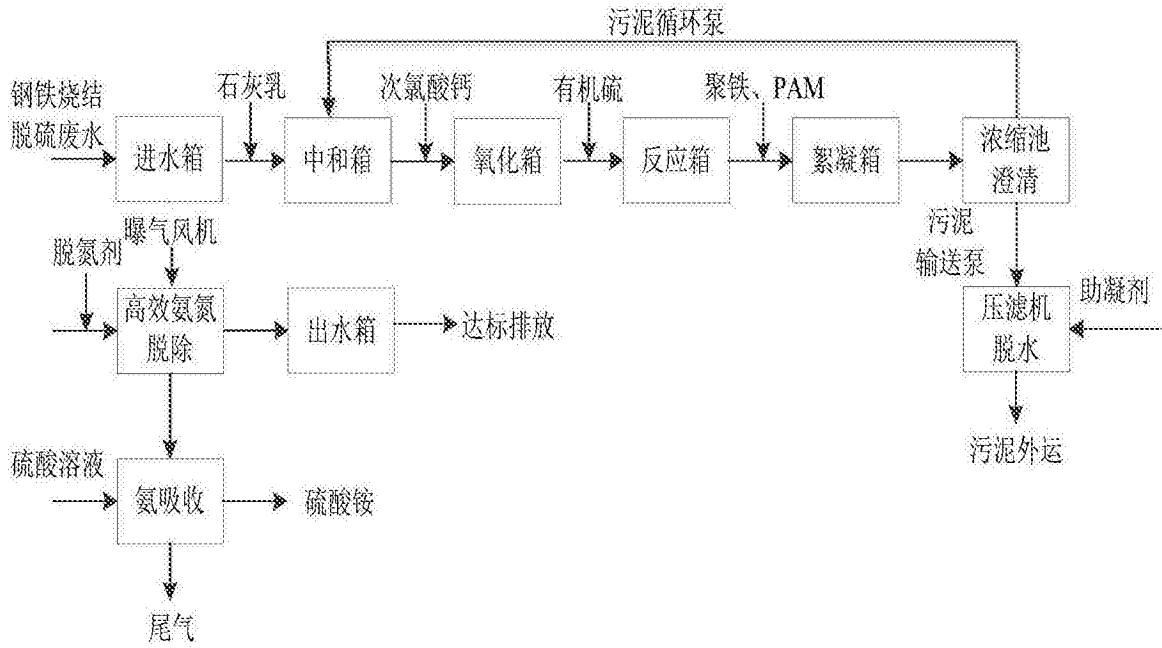 污泥循环泵
钢铁烧结
脱硫废水
石灰乳
次氯酸钙
有机硫
聚铁、PAM
进水箱
中和箱
氧化箱
反应箱
絮凝箱
浓缩池
澄清
曝气风机
脱氮剂
污泥
输送泵
助凝剂
高效氨氮
脱除
出水箱
达标排放
压滤机
脱水
污泥外运
硫酸溶液
氨吸收
硫酸铵
尾气